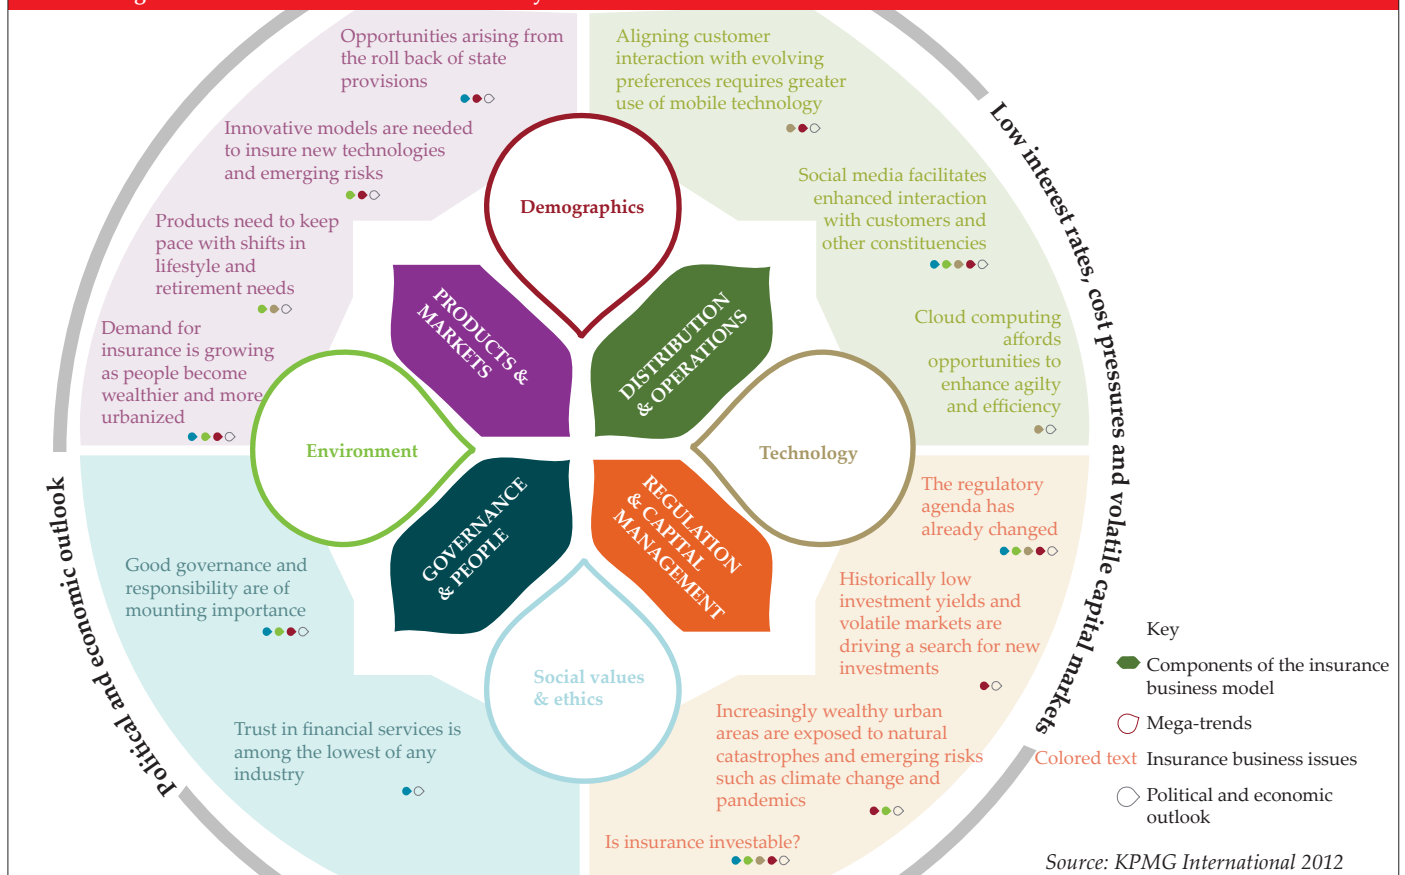 Opportunities arising from
the roll back of state
provisions
Innovative models are needed
to insure new technologies
and emerging risks
Products need to keep
pace with shifts in
lifestyle and
retirement needs
Demand for
insurance is growing
as people become
wealthier and more
urbanized
Aligning customer
interaction with evolving
preferences requires greater
use of mobile technology
Social media facilitates
enhanced interaction
with customers and
other constituencies
Cloud computing
affords
opportunities to
enhance agilty
and efficiency
Demographics
PRODUCTS &
MARKETS
DISTRIBUTION
& OPERATIONS
Environment
Technology
GOVERNANCE
& PEOPLE
REGULATION
& CAPITAL
MANAGEMENT
Social values
& ethics
Good governance and
responsibility are of
mounting importance
Trust in financial services is
among the lowest of any
industry
The regulatory
agenda has
already changed
Historically low
investment yields and
volatile markets are
driving a search for new
investments
Increasingly wealthy urban
areas are exposed to natural
catastrophes and emerging risks
such as climate change and
pandemics
Is insurance investable?
Political and economic outlook
Low interest rates, cost pressures and volatile capital markets
Key
Components of the insurance
business model
Mega-trends
Colored text Insurance business issues
Political and economic
outlook
Source: KPMG International 2012